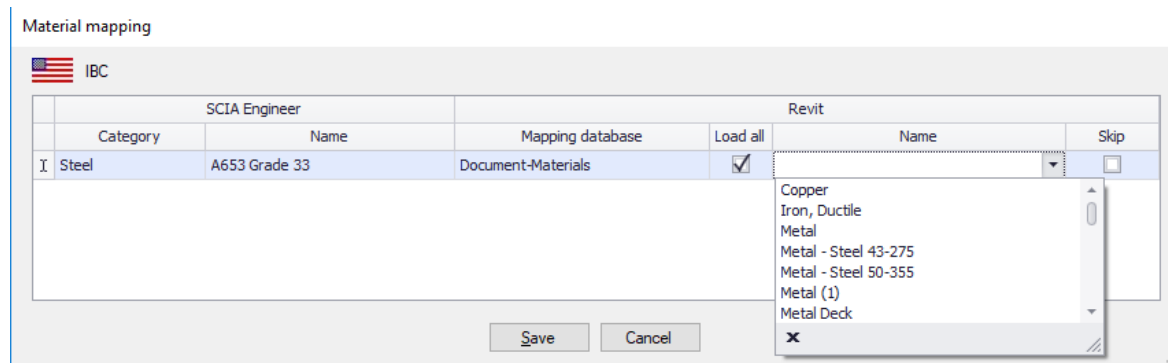 Material mapping
IBC
SCIA Engineer Revit
Category Name Mapping database Load all Name Skip
Steel A653 Grade 33 Document-Materials
Copper
Iron, Ductile
Metal
Metal - Steel 43-275
Metal - Steel 50-355
Metal (1)
Metal Deck
x
Save Cancel